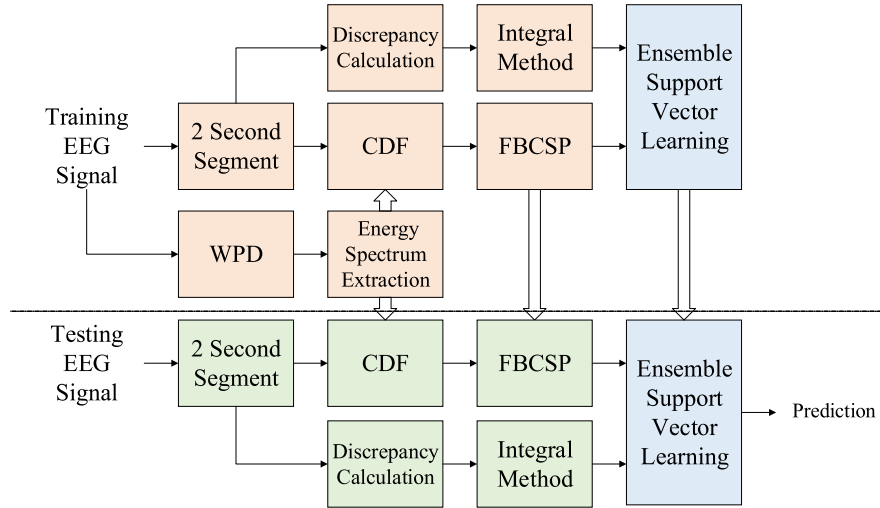 Discrepancy
Calculation
Integral
Method
Ensemble
Support
Vector
Learning
Training
EEG
Signal
2 Second
Segment
CDF
FBCSP
WPD
Energy
Spectrum
Extraction
Testing
EEG
Signal
2 Second
Segment
CDF
FBCSP
Ensemble
Support
Vector
Learning
Prediction
Discrepancy
Calculation
Integral
Method